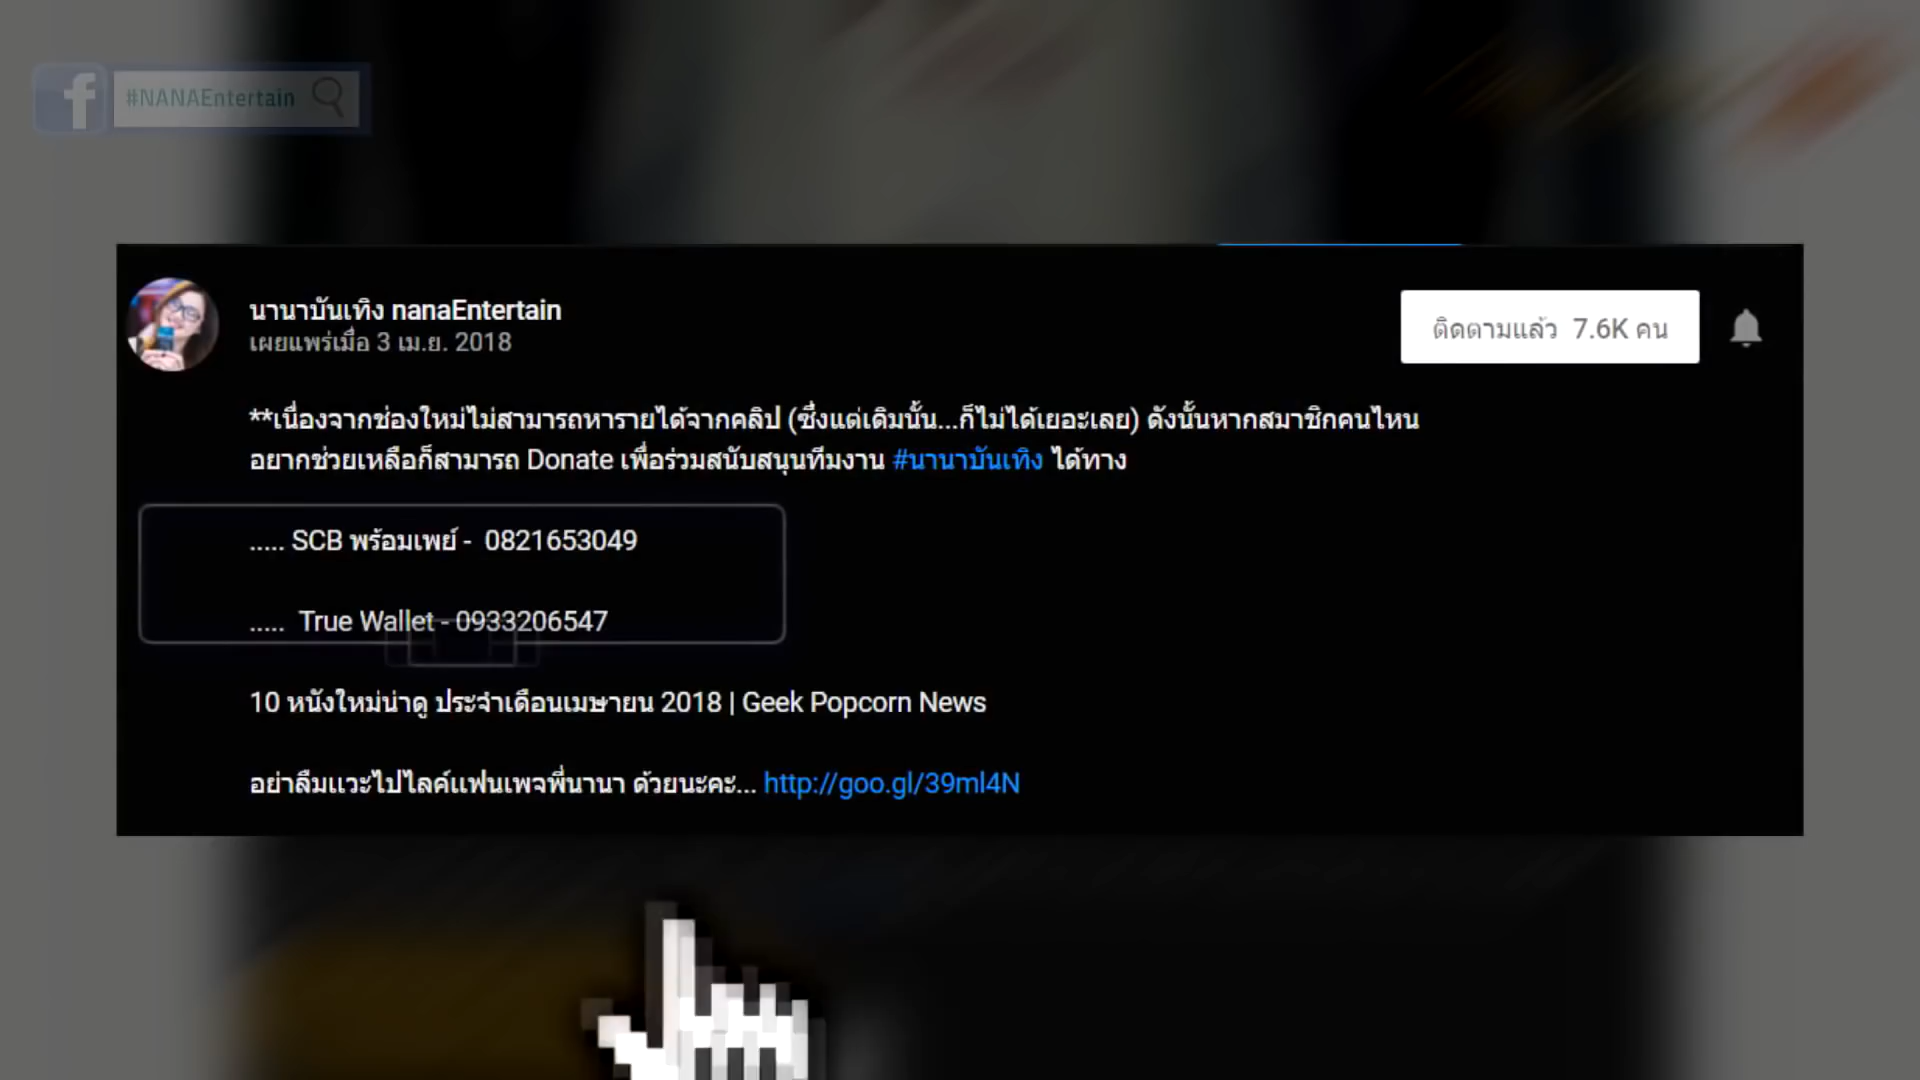 #NANAEntertain
นานาบันเทิง nanaEntertain
เผยแพร่เมื่อ 3 เม.ย. 2018
ติดตามแล้ว 7.6K คน
**เนื่องจากช่องใหม่ไม่สามารถหารายได้จากคลิป (ซึ่งแต่เดิมนั้น...ก็ไม่ได้เยอะเลย) ดังนั้นหากสมาชิกคนไหน
อยากช่วยเหลือก็สามารถ Donate เพื่อร่วมสนับสนุนทีมงาน #นานาบันเทิง ได้ทาง
..... SCB พร้อมเพย์ - 0821653049
..... True Wallet - 0933206547
10 หนังใหม่น่าดู ประจำเดือนเมษายน 2018 | Geek Popcorn News
อย่าลืมแวะไปไลค์แฟนเพจพี่นานา ด้วยนะคะ... http://goo.gl/39ml4N